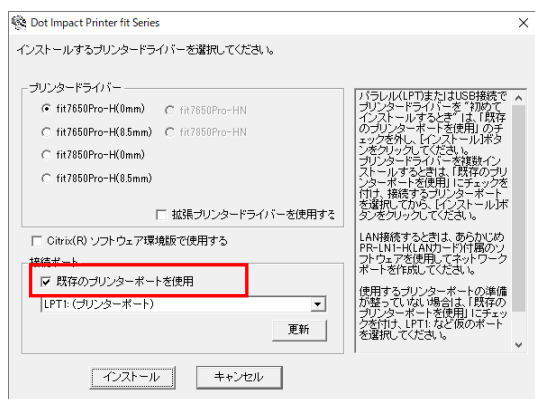 Dot Impact Printer fit Series
インストールするプリンタードライバーを選択してください。
プリンタードライバー
fit7650Pro-H(0mm)
fit7650Pro-HN
fit7650Pro-H(8.5mm)
fit7850Pro-HN
fit7850Pro-H(0mm)
fit7850Pro-H(8.5mm)
拡張プリンタードライバーを使用する
Citrix(R) ソフトウェア環境版で使用する
接続ポート
既存のプリンターポートを使用
LPT1: (プリンターポート)
更新
インストール
キャンセル
パラレル(LPT)またはUSB接続で
プリンタードライバーを "初めて
インストールするとき" は、「既存
のプリンターポートを使用」 のチ
ェックを外し、[インストール]ボタ
ンをクリックしてください。
プリンタードライバーを複数イン
ストールするときは、「既存のプリ
ンターポートを使用」 にチェックを
付け、接続するプリンターポート
を選択してから、[インストール]ボ
タンをクリックしてください。
LAN接続するときは、あらかじめ
PR-LN1-H(LANカード)付属のソ
フトウェアを使用してネットワーク
ポートを作成してください。
使用するプリンターポートの準備
が整っていない場合は、「既存の
プリンターポートを使用」 にチェッ
クを付け、LPT1: など仮のポート
を選択してください。